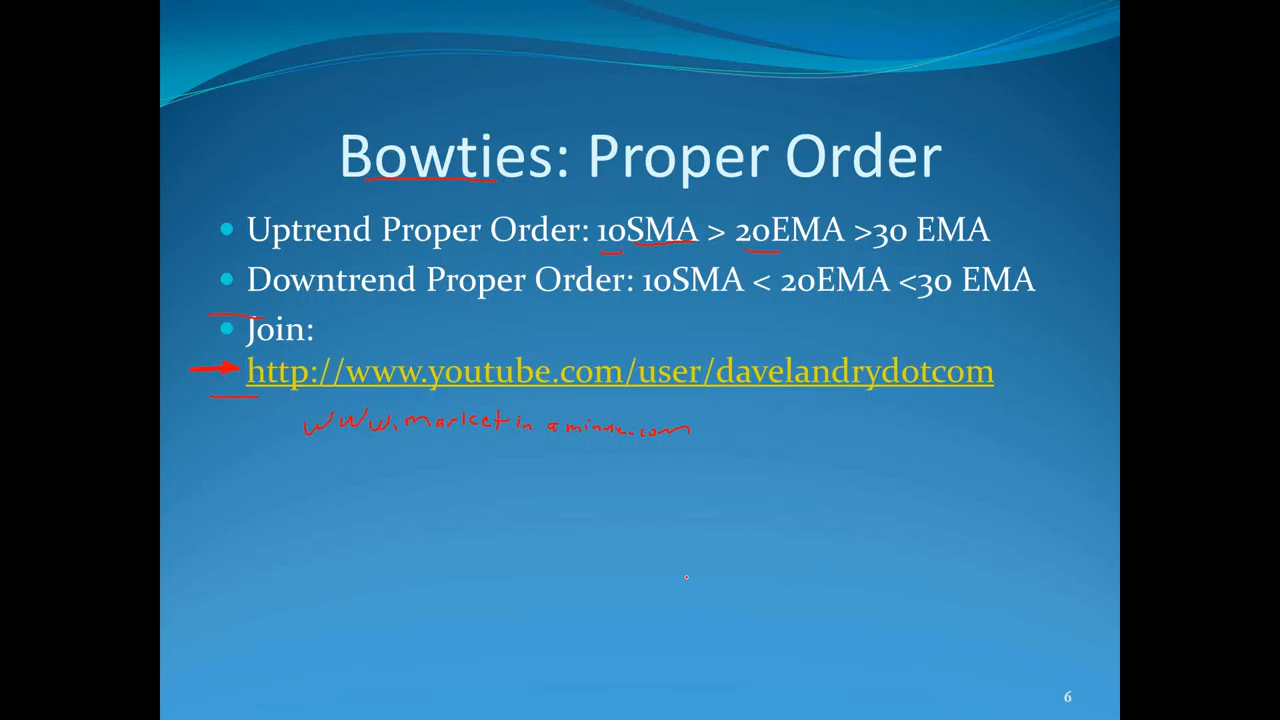 Bowties: Proper Order
Uptrend Proper Order: 10SMA > 20EMA >30 EMA
Downtrend Proper Order: 10SMA < 20EMA <30 EMA
Join:
http://www.youtube.com/user/davelandrydotcom
www.marketinaminute.com
6